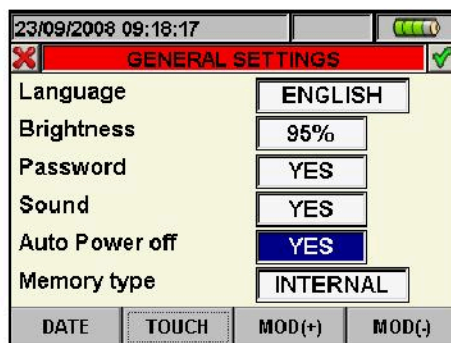 23/09/2008 09:18:17
GENERAL SETTINGS
Language ENGLISH
Brightness 95%
Password YES
Sound YES
Auto Power off YES
Memory type INTERNAL
DATE TOUCH MOD(+) MOD(-)